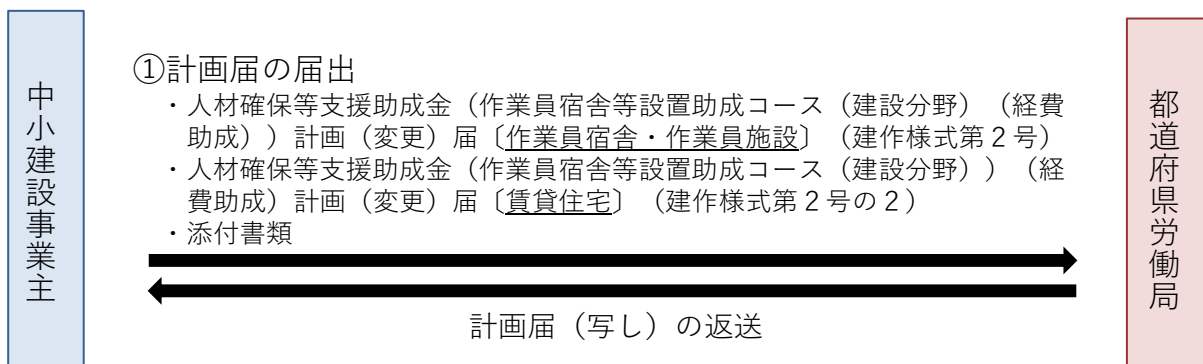 中小建設事業主
①計画届の届出
・人材確保等支援助成金（作業員宿舎等設置助成コース（建設分野）（経費
助成））計画（変更）届〔作業員宿舎・作業員施設〕（建作様式第２号）
・人材確保等支援助成金（作業員宿舎等設置助成コース（建設分野））（経
費助成）計画（変更）届〔賃貸住宅〕（建作様式第２号の２）
・添付書類
計画届（写し）の返送
都道府県労働局